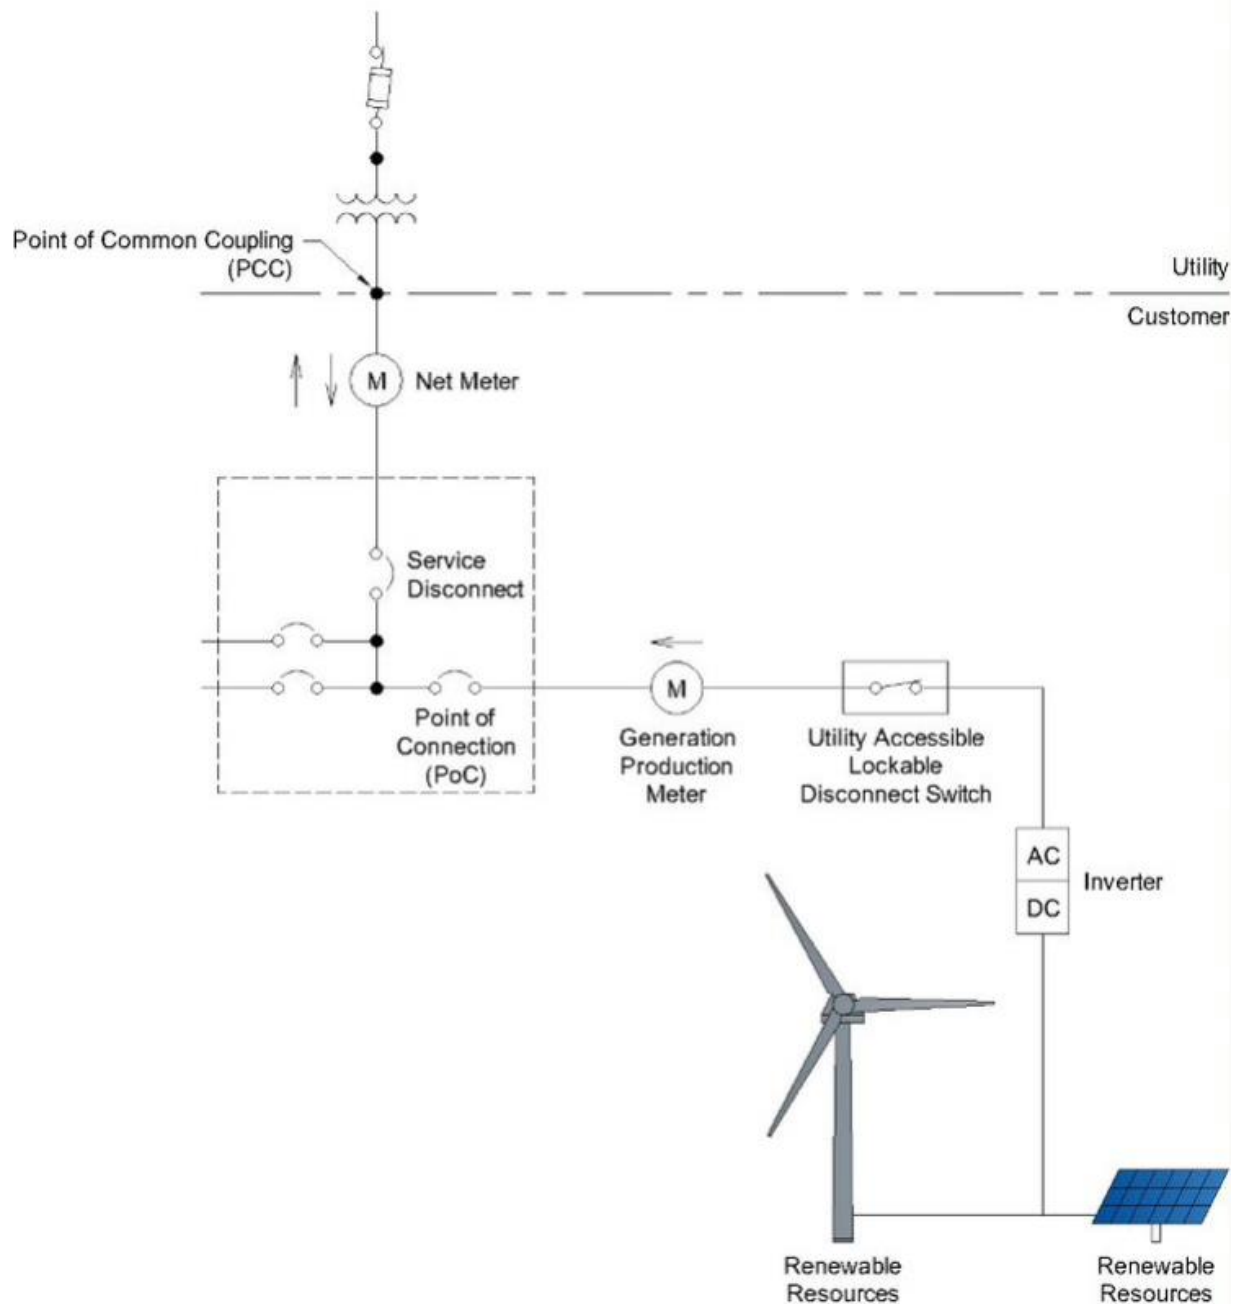 Point of Common Coupling
(PCC)
Utility
Customer
M
Net Meter
Service
Disconnect
M
Point of
Connection
(PoC)
Generation
Production
Meter
Utility Accessible
Lockable
Disconnect Switch
AC
DC
Inverter
Renewable
Resources
Renewable
Resources